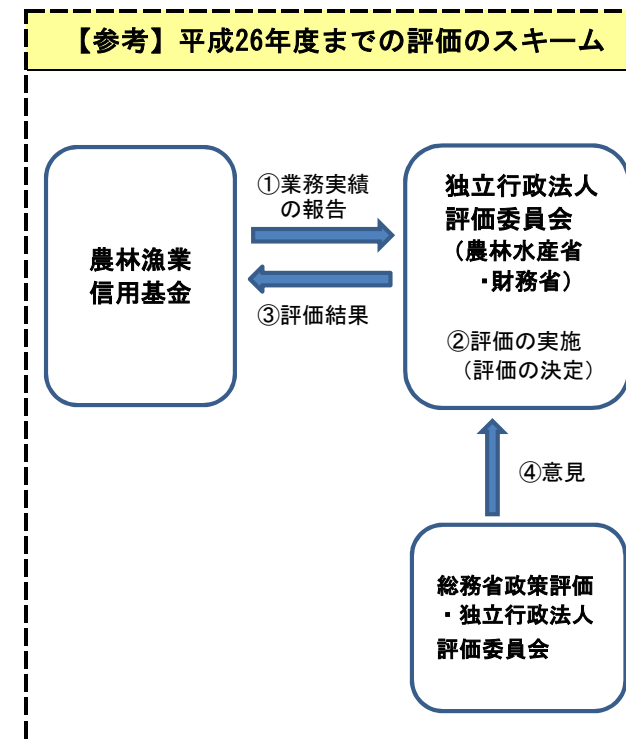 【参考】平成26年度までの評価のスキーム
農林漁業
信用基金
①業務実績
の報告
③評価結果
独立行政法人
評価委員会
（農林水産省
・財務省）
②評価の実施
（評価の決定）
④意見
総務省政策評価
・独立行政法人
評価委員会